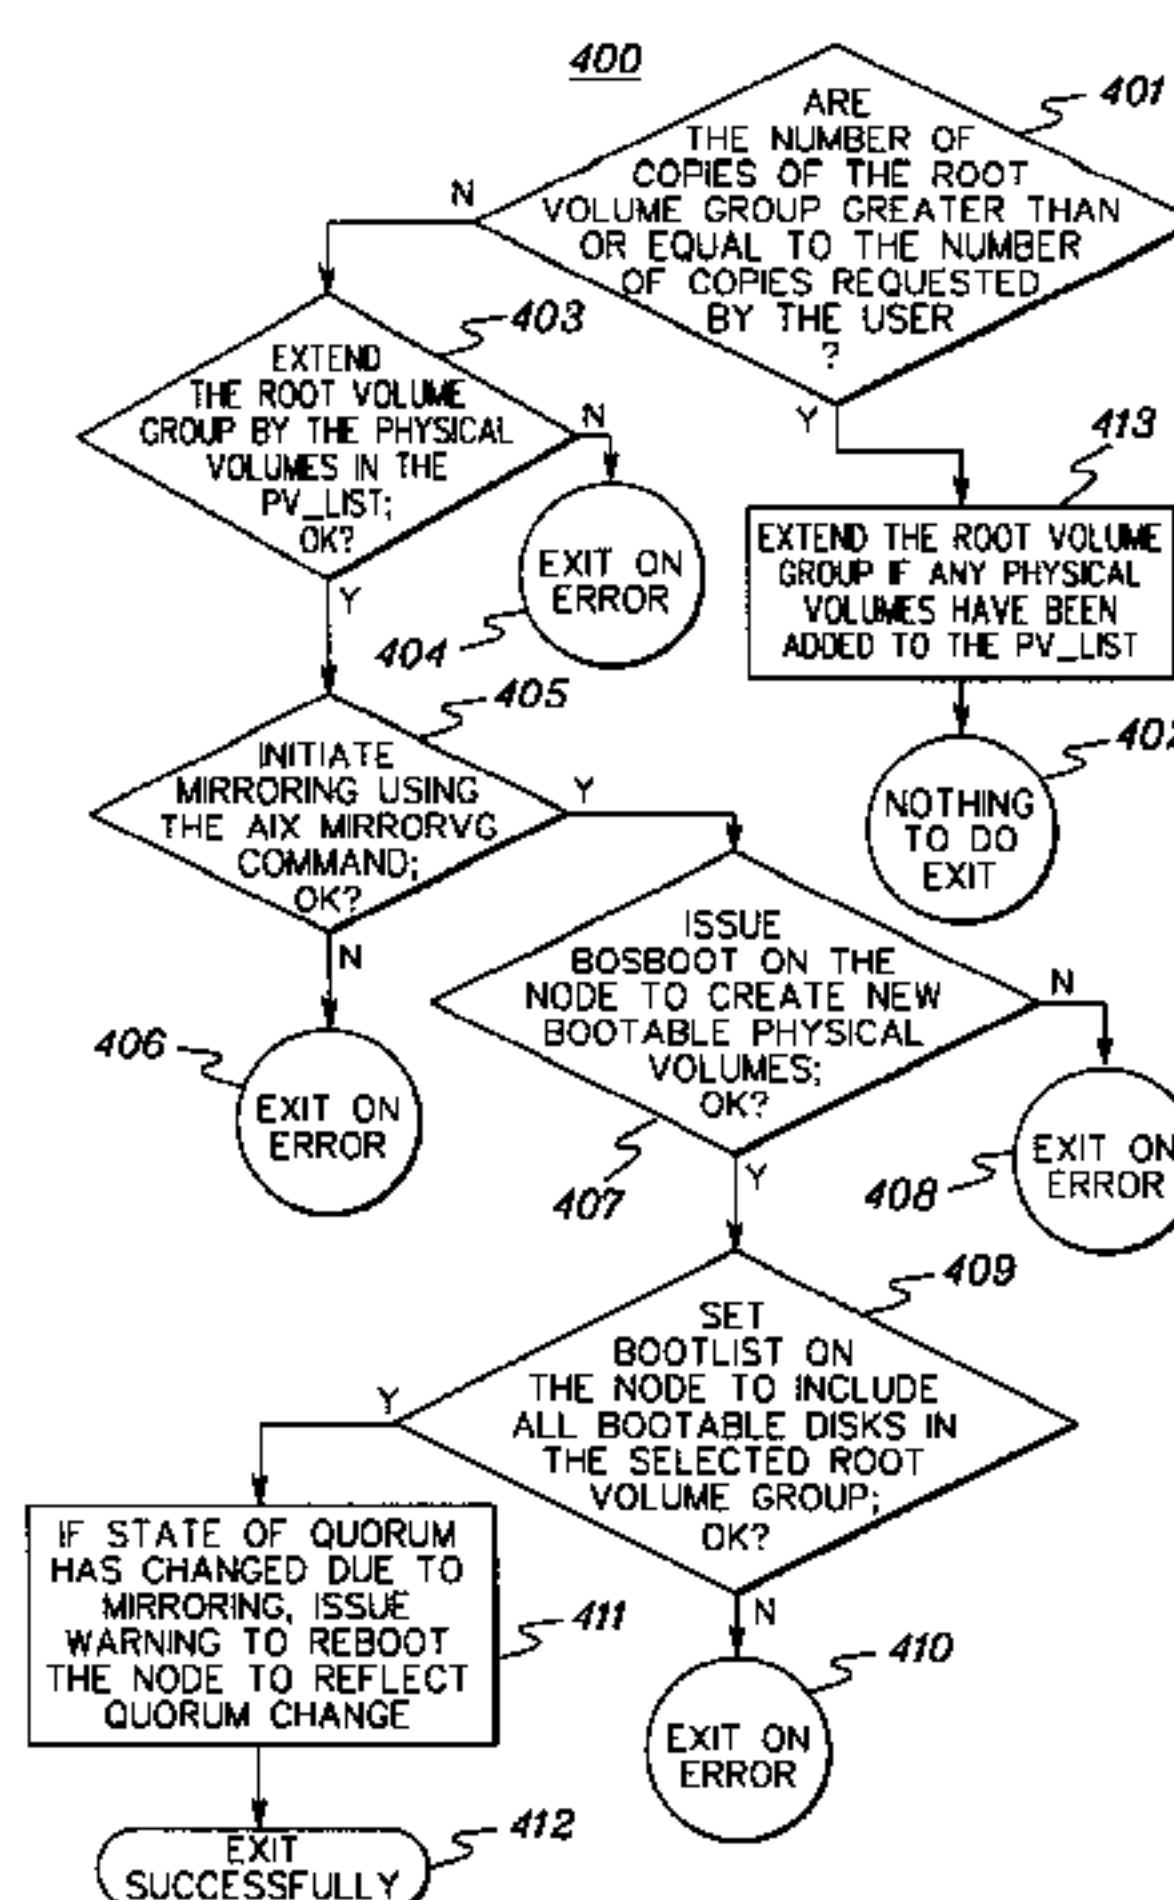 400
401
ARE
THE NUMBER OF
COPIES OF THE ROOT
VOLUME GROUP GREATER THAN
OR EQUAL TO THE NUMBER
OF COPIES REQUESTED
BY THE USER
?
N
Y
403
EXTEND
THE ROOT VOLUME
GROUP BY THE PHYSICAL
VOLUMES IN THE
PV_LIST;
OK?
N
Y
EXIT ON
ERROR
404
413
EXTEND THE ROOT VOLUME
GROUP IF ANY PHYSICAL
VOLUMES HAVE BEEN
ADDED TO THE PV_LIST
402
NOTHING
TO DO
EXIT
405
INITIATE
MIRRORING USING
THE AIX MIRRORVG
COMMAND;
OK?
Y
N
406
EXIT ON
ERROR
ISSUE
BOSBOOT ON THE
NODE TO CREATE NEW
BOOTABLE PHYSICAL
VOLUMES;
OK?
N
Y
407
408
EXIT ON
ERROR
409
SET
BOOTLIST ON
THE NODE TO INCLUDE
ALL BOOTABLE DISKS IN
THE SELECTED ROOT
VOLUME GROUP;
OK?
Y
N
IF STATE OF QUORUM
HAS CHANGED DUE TO
MIRRORING, ISSUE
WARNING TO REBOOT
THE NODE TO REFLECT
QUORUM CHANGE
411
410
EXIT ON
ERROR
412
EXIT
SUCCESSFULLY